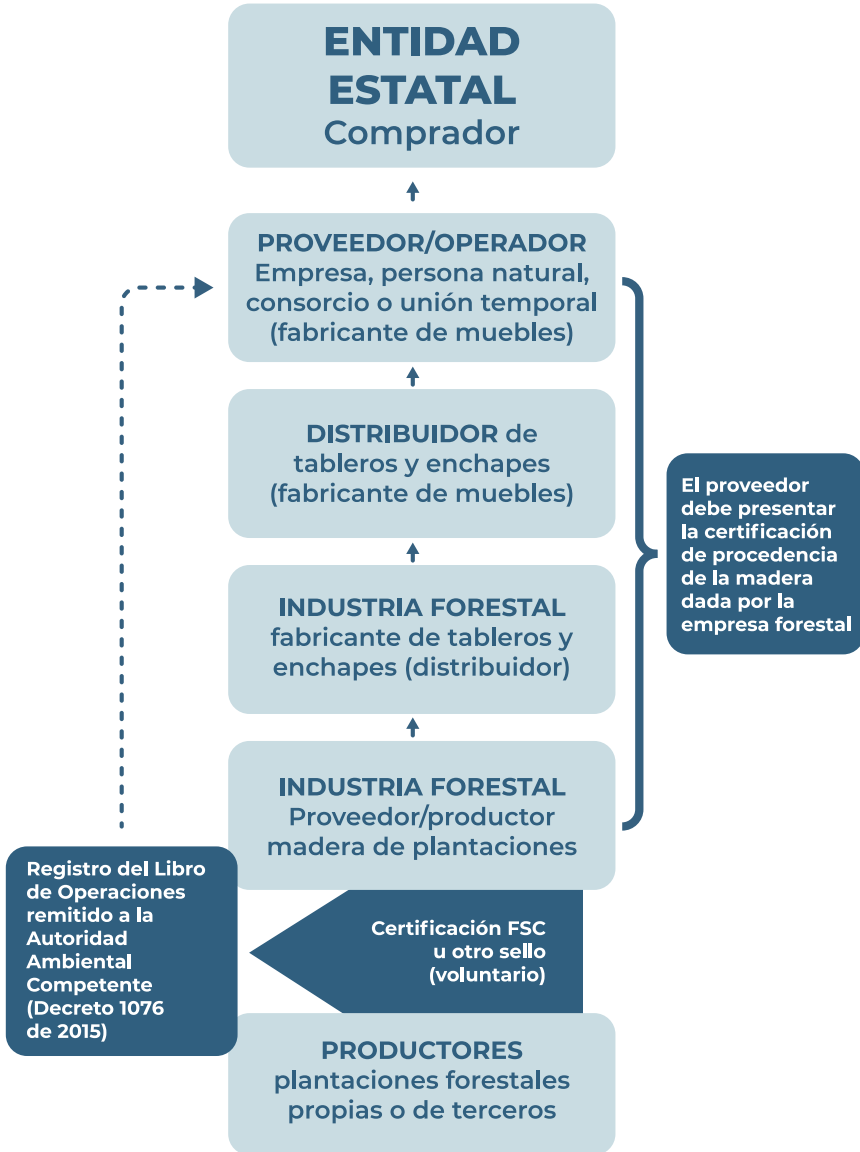 ENTIDAD
ESTATAL
Comprador
PROVEEDOR/OPERADOR
Empresa, persona natural,
consorcio o unión temporal
(fabricante de muebles)
DISTRIBUIDOR de
tableros y enchapes
(fabricante de muebles)
El proveedor
debe presentar
la certificación
de procedencia
de la madera
dada por la
empresa forestal
INDUSTRIA FORESTAL
fabricante de tableros y
enchapes (distribuidor)
INDUSTRIA FORESTAL
Proveedor/productor
madera de plantaciones
Registro del Libro
de Operaciones
remitido a la
Autoridad
Ambiental
Competente
(Decreto 1076
de 2015)
Certificación FSC
u otro sello
(voluntario)
PRODUCTORES
plantaciones forestales
propias o de terceros